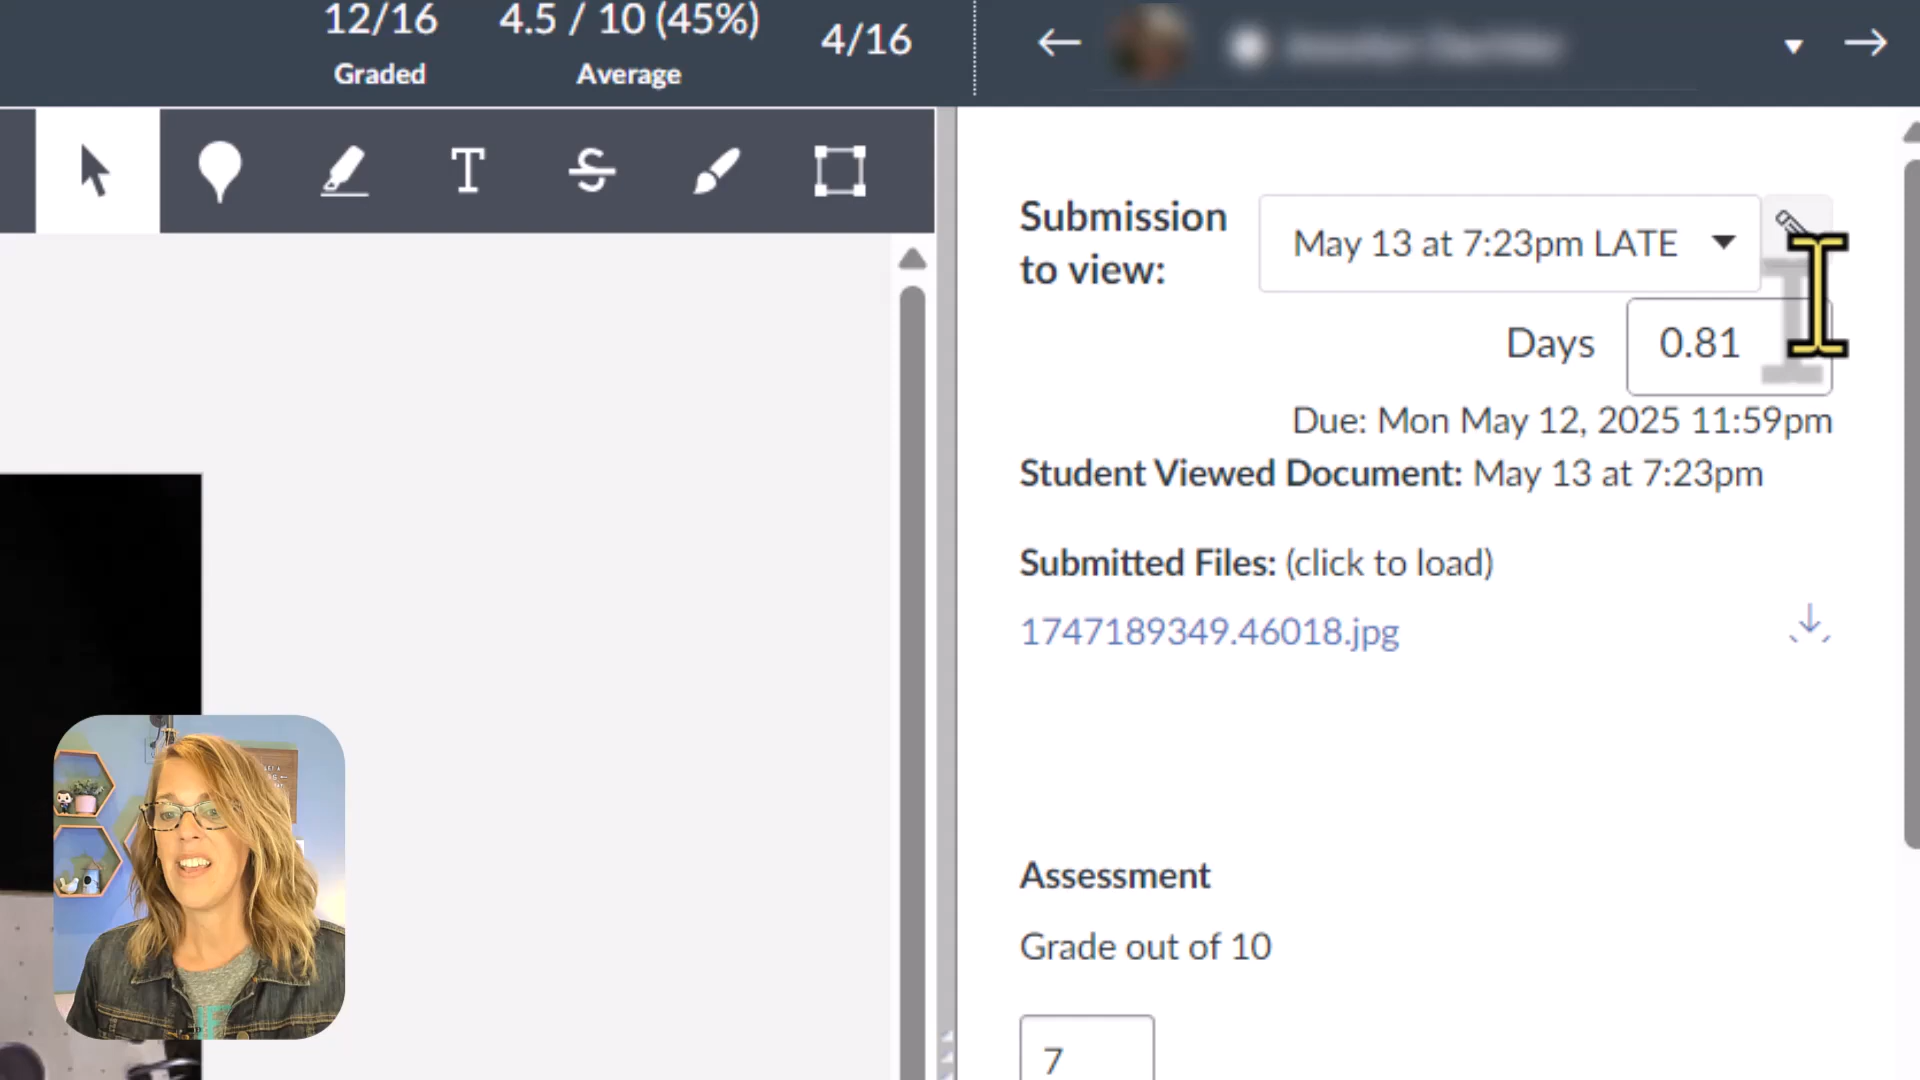 12/16
Graded
4.5 / 10 (45%)
Average
4/16
Submission
to view:
May 13 at 7:23pm LATE
Days
0.81
Due: Mon May 12, 2025 11:59pm
Student Viewed Document: May 13 at 7:23pm
Submitted Files: (click to load)
1747189349.46018.jpg
Assessment
Grade out of 10
7